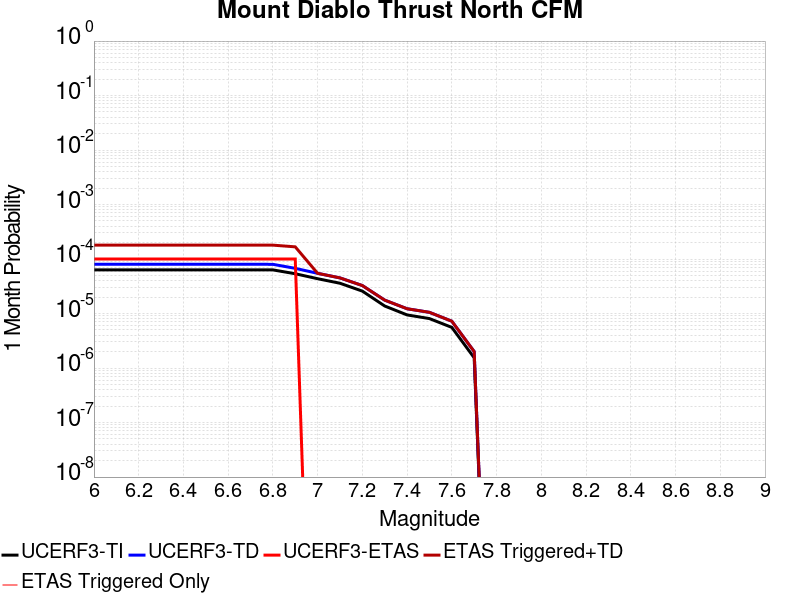 Mount Diablo Thrust North CFM
10^0
10^-1
10^-2
10^-3
10^-4
10^-5
10^-6
10^-7
10^-8
1 Month Probability
6 6.2 6.4 6.6 6.8 7 7.2 7.4 7.6 7.8 8 8.2 8.4 8.6 8.8 9
Magnitude
UCERF3-TI UCERF3-TD UCERF3-ETAS ETAS Triggered+TD
ETAS Triggered Only